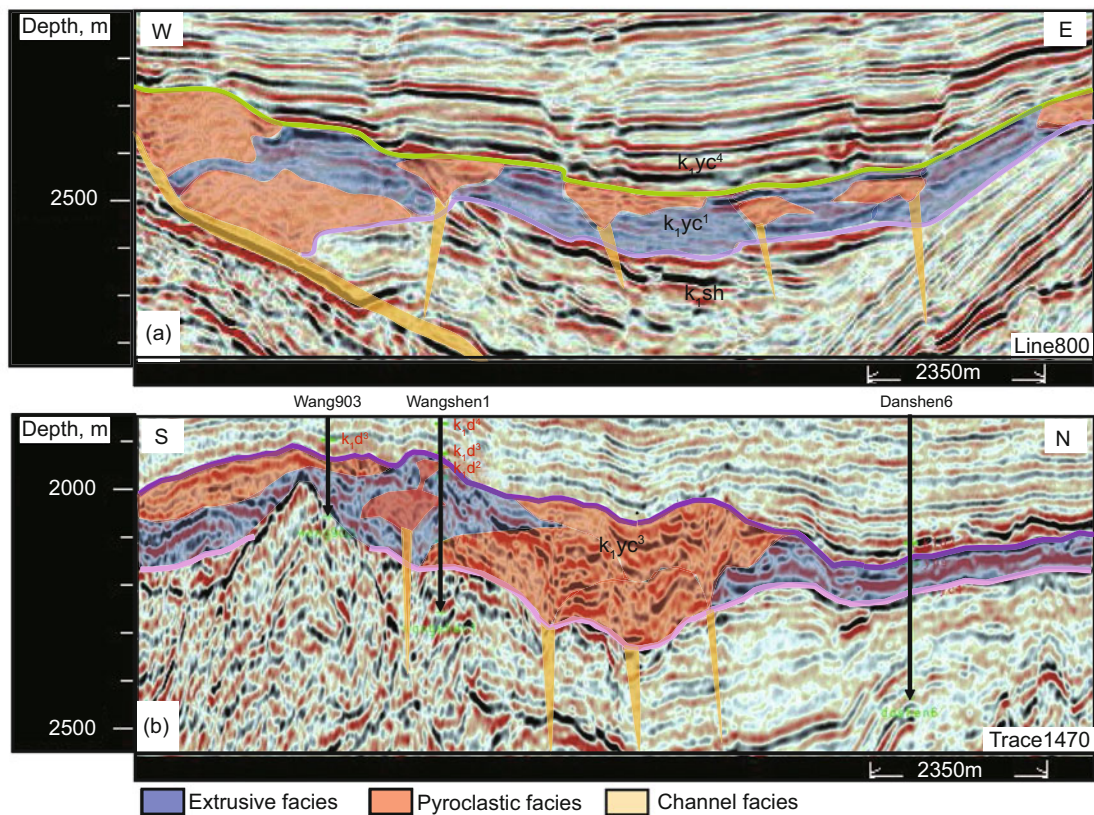 Depth, m
W
E
k₁yc⁴
2500
k₁yc¹
k₁sh
(a)
Line800
2350m
Wang903
Wangshen1
Danshen6
Depth, m
S
N
k₁d³
k₁d⁴
k₁d³
k₁d²
2000
k₁yc³
2500
(b)
Trace1470
2350m
Extrusive facies
Pyroclastic facies
Channel facies